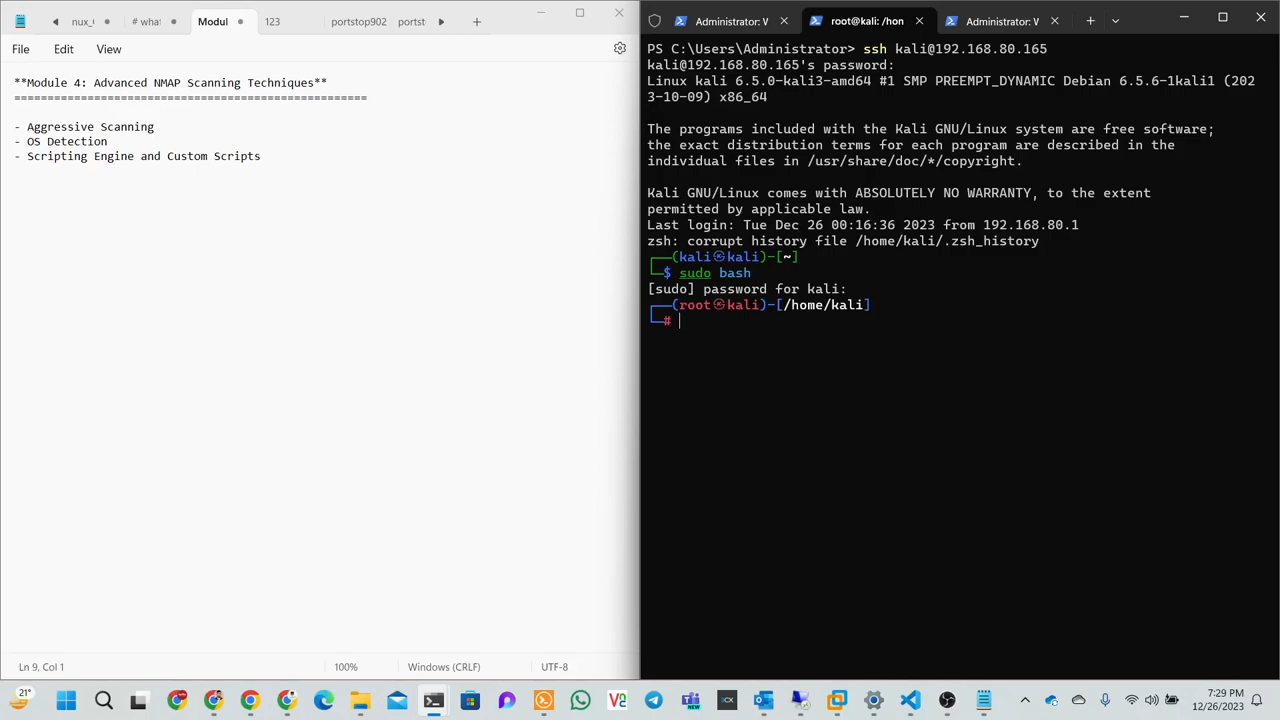 nux_(
# what
Modul
123
portstop902
portst
File
Edit
View
**Module 4: Advanced NMAP Scanning Techniques**
=====================================================
- Aggressive Scanning
- OS Detection
- Scripting Engine and Custom Scripts
Ln 9, Col 1
100%
Windows (CRLF)
UTF-8
Administrator: V
root@kali: /hon
Administrator: V
PS C:\Users\Administrator> ssh kali@192.168.80.165
kali@192.168.80.165's password:
Linux kali 6.5.0-kali3-amd64 #1 SMP PREEMPT_DYNAMIC Debian 6.5.6-1kali1 (202
3-10-09) x86_64
The programs included with the Kali GNU/Linux system are free software;
the exact distribution terms for each program are described in the
individual files in /usr/share/doc/*/copyright.
Kali GNU/Linux comes with ABSOLUTELY NO WARRANTY, to the extent
permitted by applicable law.
Last login: Tue Dec 26 00:16:36 2023 from 192.168.80.1
zsh: corrupt history file /home/kali/.zsh_history
┌──(kali㉿kali)-[~]
└─$ sudo bash
[sudo] password for kali:
┌──(root㉿kali)-[/home/kali]
└─#
21°
NEW
7:29 PM
12/26/2023